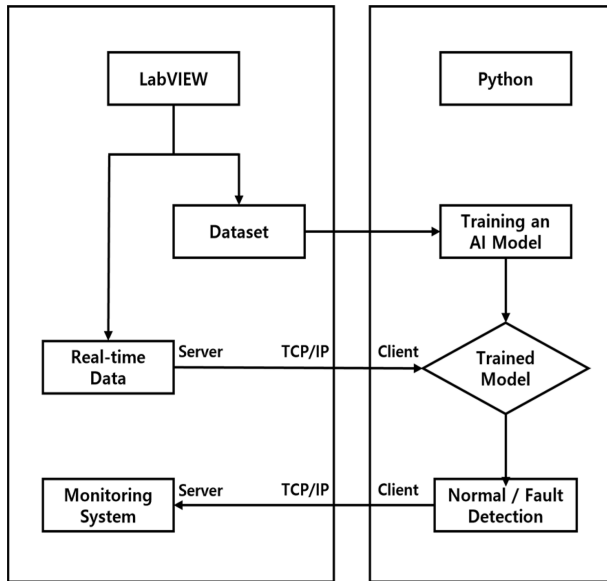 LabVIEW
Python
Dataset
Training an
AI Model
Real-time
Data
Server
TCP/IP
Client
Trained
Model
Monitoring
System
Server
TCP/IP
Client
Normal / Fault
Detection